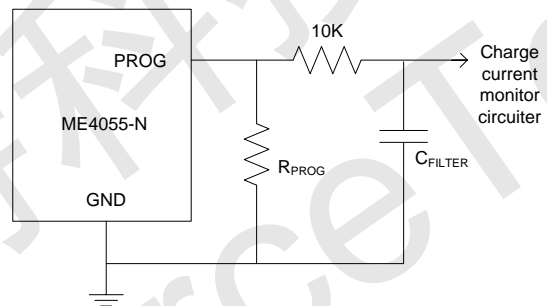 10K
PROG
Charge
current
monitor
circuiter
ME4055-N
RPROG
CFILTER
GND